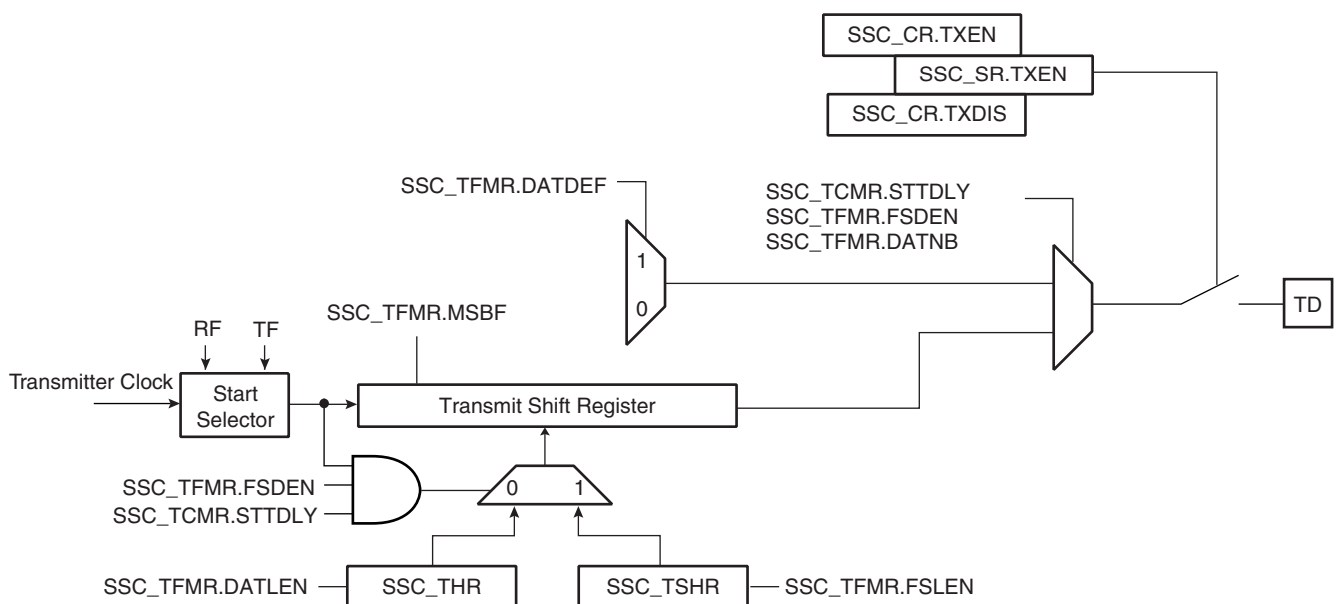 SSC_CR.TXEN
SSC_SR.TXEN
SSC_CR.TXDIS
SSC_TFMR.DATDEF
SSC_TCMR.STTDLY
SSC_TFMR.FSDEN
SSC_TFMR.DATNB
1
0
TD
SSC_TFMR.MSBF
RF TF
Transmitter Clock
Start
Selector
Transmit Shift Register
SSC_TFMR.FSDEN
SSC_TCMR.STTDLY
0 1
SSC_TFMR.DATLEN
SSC_THR
SSC_TSHR
SSC_TFMR.FSLEN